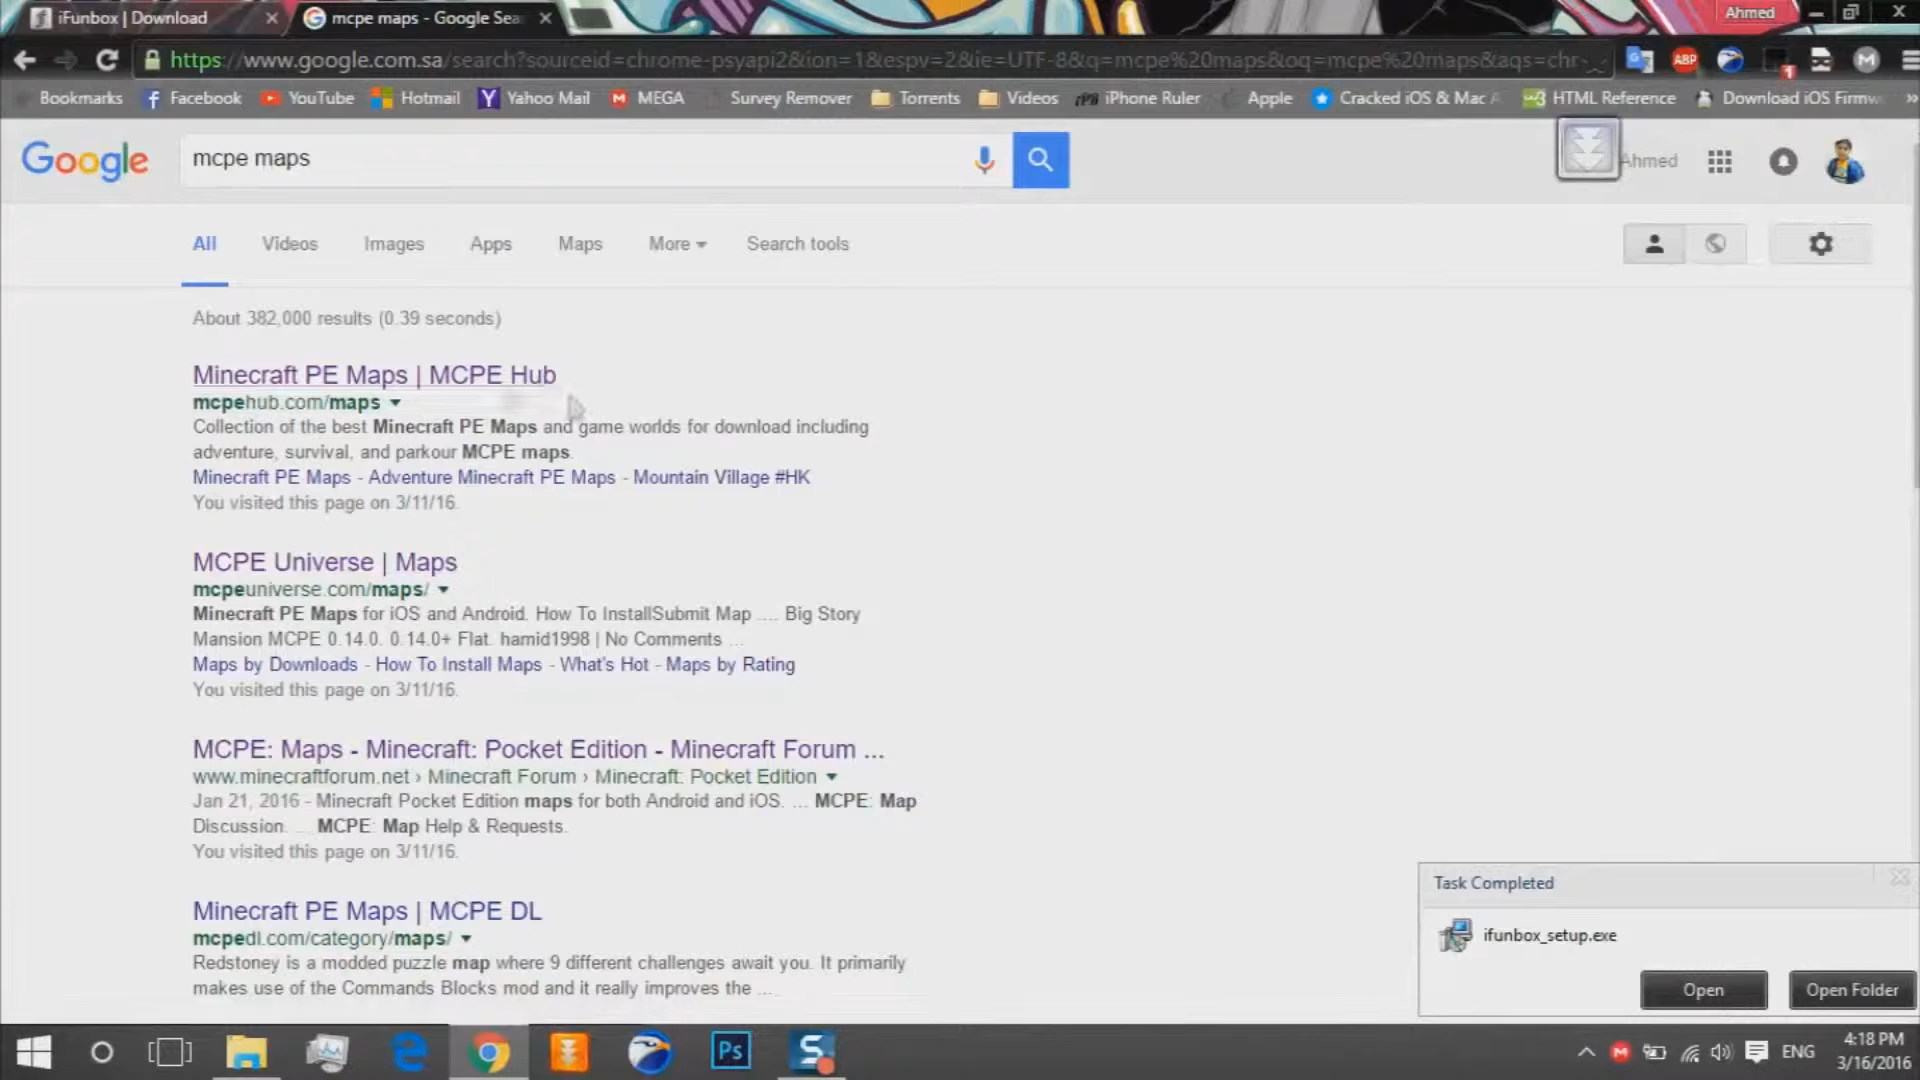 iFunbox | Download
mcpe maps - Google Sea
Ahmed
https://www.google.com.sa/search?sourceid=chrome-psyapi2&ion=1&espv=2&ie=UTF-8&q=mcpe%20maps&oq=mcpe%20maps&aqs=chr
ABP
1
M
Bookmarks
Facebook
YouTube
Hotmail
Yahoo Mail
MEGA
Survey Remover
Torrents
Videos
iPhone Ruler
Apple
Cracked iOS & Mac A
HTML Reference
Download iOS Firmw
»
Google
mcpe maps
Ahmed
All
Videos
Images
Apps
Maps
More
Search tools
About 382,000 results (0.39 seconds)
Minecraft PE Maps | MCPE Hub
mcpehub.com/maps
Collection of the best Minecraft PE Maps and game worlds for download including
adventure, survival, and parkour MCPE maps.
Minecraft PE Maps - Adventure Minecraft PE Maps - Mountain Village #HK
You visited this page on 3/11/16.
MCPE Universe | Maps
mcpeuniverse.com/maps/
Minecraft PE Maps for iOS and Android. How To InstallSubmit Map .... Big Story
Mansion MCPE 0.14.0. 0.14.0+ Flat. hamid1998 | No Comments ...
Maps by Downloads - How To Install Maps - What's Hot - Maps by Rating
You visited this page on 3/11/16.
MCPE: Maps - Minecraft: Pocket Edition - Minecraft Forum ...
www.minecraftforum.net › Minecraft Forum › Minecraft: Pocket Edition
Jan 21, 2016 - Minecraft Pocket Edition maps for both Android and iOS. ... MCPE: Map
Discussion. ... MCPE: Map Help & Requests.
You visited this page on 3/11/16.
Minecraft PE Maps | MCPE DL
mcpedl.com/category/maps/
Redstoney is a modded puzzle map where 9 different challenges await you. It primarily
makes use of the Commands Blocks mod and it really improves the ...
Task Completed
ifunbox_setup.exe
Open
Open Folder
Ps
S
M
ENG
4:18 PM
3/16/2016